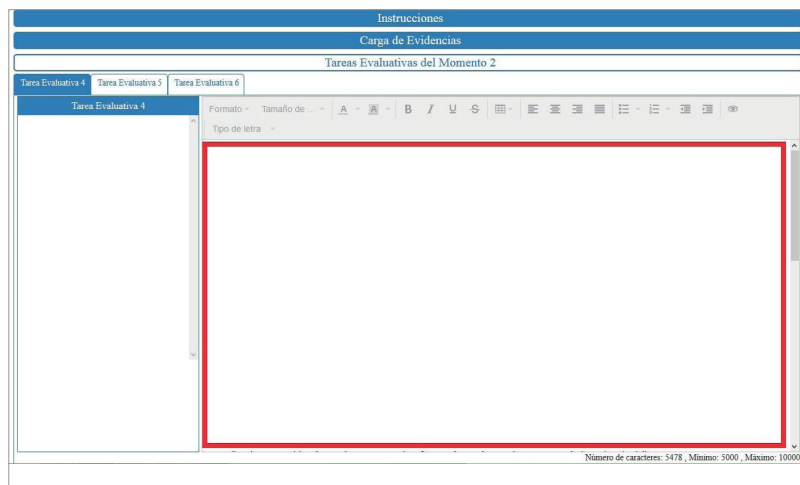 Instrucciones
Carga de Evidencias
Tareas Evaluativas del Momento 2
Tarea Evaluativa 4 Tarea Evaluativa 5 Tarea Evaluativa 6
Tarea Evaluativa 4
Formato Tamaño de ... A A B I U S
Tipo de letra
Número de caracteres: 5478 , Mínimo: 5000 , Máximo: 10000